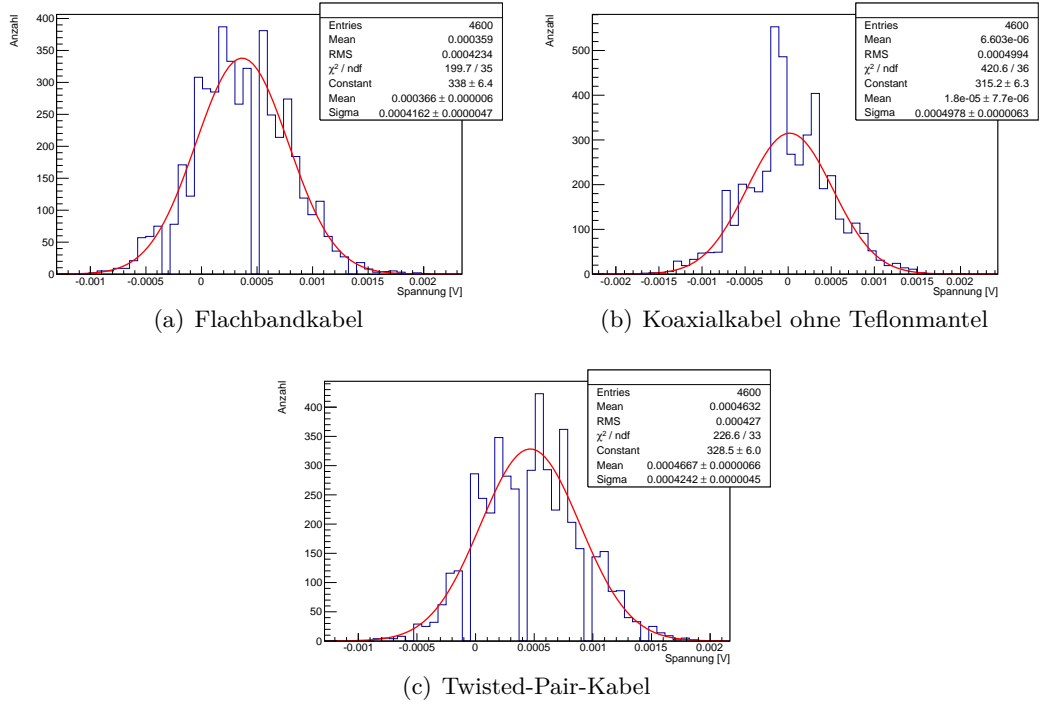 Anzahl
400
350
300
250
200
150
100
50
0
-0.001 -0.0005 0 0.0005 0.001 0.0015 0.002
Spannung [V]
Entries 4600
Mean 0.000359
RMS 0.0004234
χ² / ndf 199.7 / 35
Constant 338 ± 6.4
Mean 0.000366 ± 0.000006
Sigma 0.0004162 ± 0.0000047
(a) Flachbandkabel
Anzahl
500
400
300
200
100
0
-0.002 -0.0015 -0.001 -0.0005 0 0.0005 0.001 0.0015 0.002
Spannung [V]
Entries 4600
Mean 6.603e-06
RMS 0.0004994
χ² / ndf 420.6 / 36
Constant 315.2 ± 6.3
Mean 1.8e-05 ± 7.7e-06
Sigma 0.0004978 ± 0.0000063
(b) Koaxialkabel ohne Teflonmantel
Anzahl
400
350
300
250
200
150
100
50
0
-0.001 -0.0005 0 0.0005 0.001 0.0015 0.002
Spannung [V]
Entries 4600
Mean 0.0004632
RMS 0.000427
χ² / ndf 226.6 / 33
Constant 328.5 ± 6.0
Mean 0.0004667 ± 0.0000066
Sigma 0.0004242 ± 0.0000045
(c) Twisted-Pair-Kabel